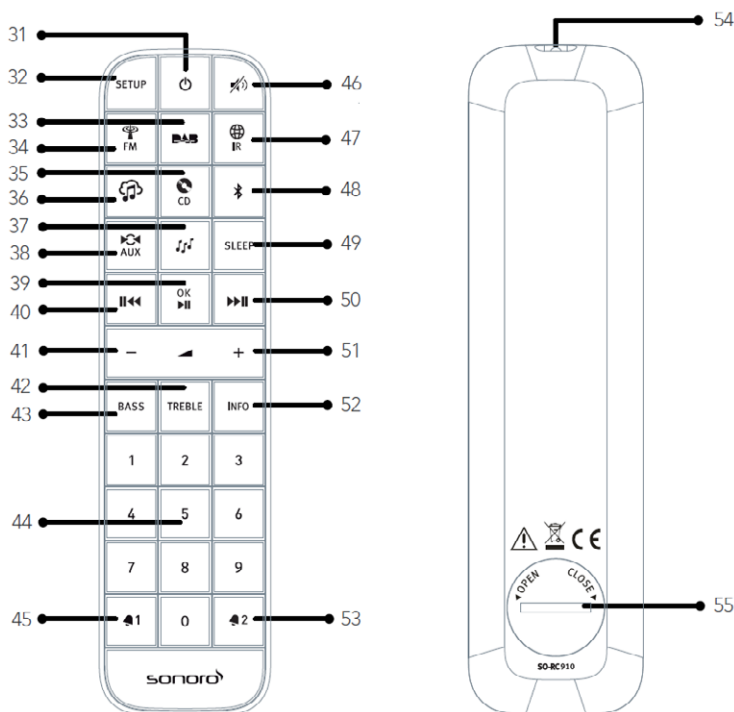 31
54
32
SETUP
46
33
FM
DAB
IR
34
47
35
CD
36
48
37
AUX
SLEEP
38
49
39
OK
40
50
41
-
+
51
42
BASS
TREBLE
INFO
43
52
1 2 3
44
4 5 6
7 8 9
OPEN CLOSE
CE
45
1 0 2
53
55
sonoro
SO-RC910